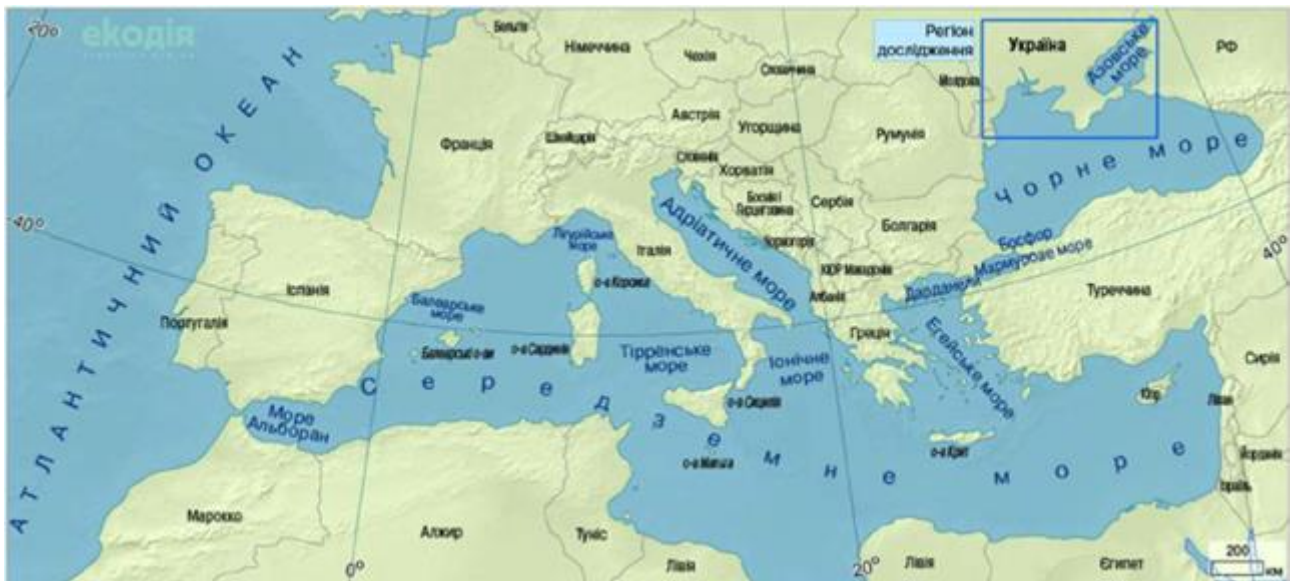 20°
екодія
АТЛАНТИЧНИЙ ОКЕАН
Бельгія
Німеччина
Чехія
Словаччина
Регіон
дослідження
Україна
Азовське
море
РФ
Молдова
Австрія
Угорщина
Румунія
Франція
Швейцарія
Словенія
Хорватія
Чорне море
Боснія і
Герцеговина
Сербія
Болгарія
Чорногорія
40°
Лігурійське
море
Італія
Адріатичне море
Босфор
Мармурове море
40°
о-в Корсика
КЮР Македонія
Албанія
Дарданели
Туреччина
Іспанія
Португалія
Балеарське
море
Балеарські о-ви
о-в Сардинія
Тірренське
море
Іонічне
море
Греція
Егейське море
Сирія
Кіпр
Ліван
Середземне море
Море
Альборан
о-в Сицилія
о-в Мальта
о-в Крит
Йорданія
Ізраїль
Марокко
Алжир
Туніс
Лівія
Лівія
Єгипет
0°
20°
200
км